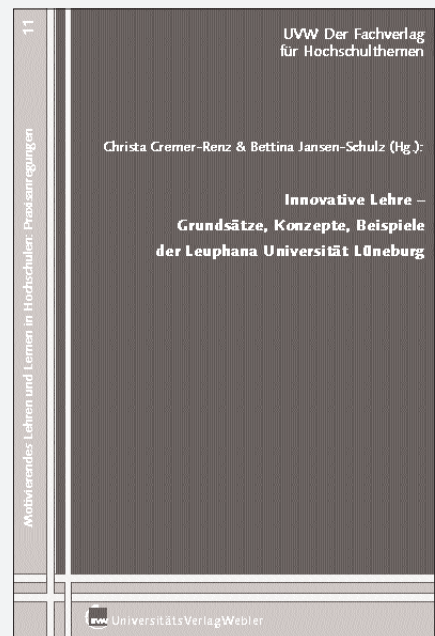 11
Motivierendes Lehren und Lernen in Hochschulen: Praxisanregungen
UVW Der Fachverlag
für Hochschulthemen
Christa Cremer-Renz & Bettina Jansen-Schulz (Hg.):
Innovative Lehre –
Grundsätze, Konzepte, Beispiele
der Leuphana Universität Lüneburg
UVW UniversitätsVerlagWebler